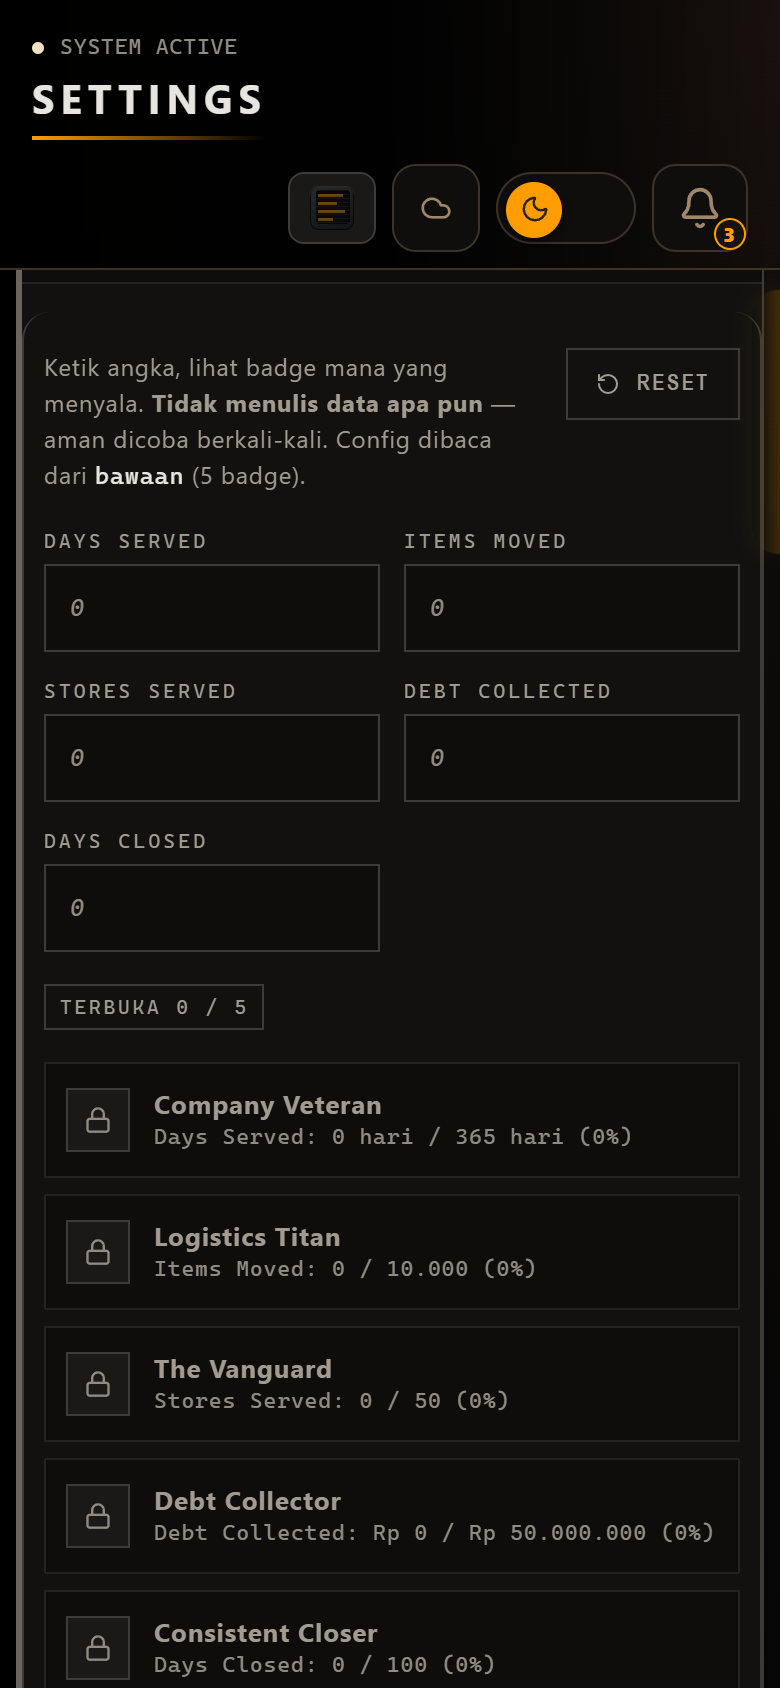 SYSTEM ACTIVE
SETTINGS
3
Ketik angka, lihat badge mana yang
menyala. Tidak menulis data apa pun —
aman dicoba berkali-kali. Config dibaca
dari bawaan (5 badge).
RESET
DAYS SERVED
ITEMS MOVED
0
0
STORES SERVED
DEBT COLLECTED
0
0
DAYS CLOSED
0
TERBUKA 0 / 5
Company Veteran
Days Served: 0 hari / 365 hari (0%)
Logistics Titan
Items Moved: 0 / 10.000 (0%)
The Vanguard
Stores Served: 0 / 50 (0%)
Debt Collector
Debt Collected: Rp 0 / Rp 50.000.000 (0%)
Consistent Closer
Days Closed: 0 / 100 (0%)